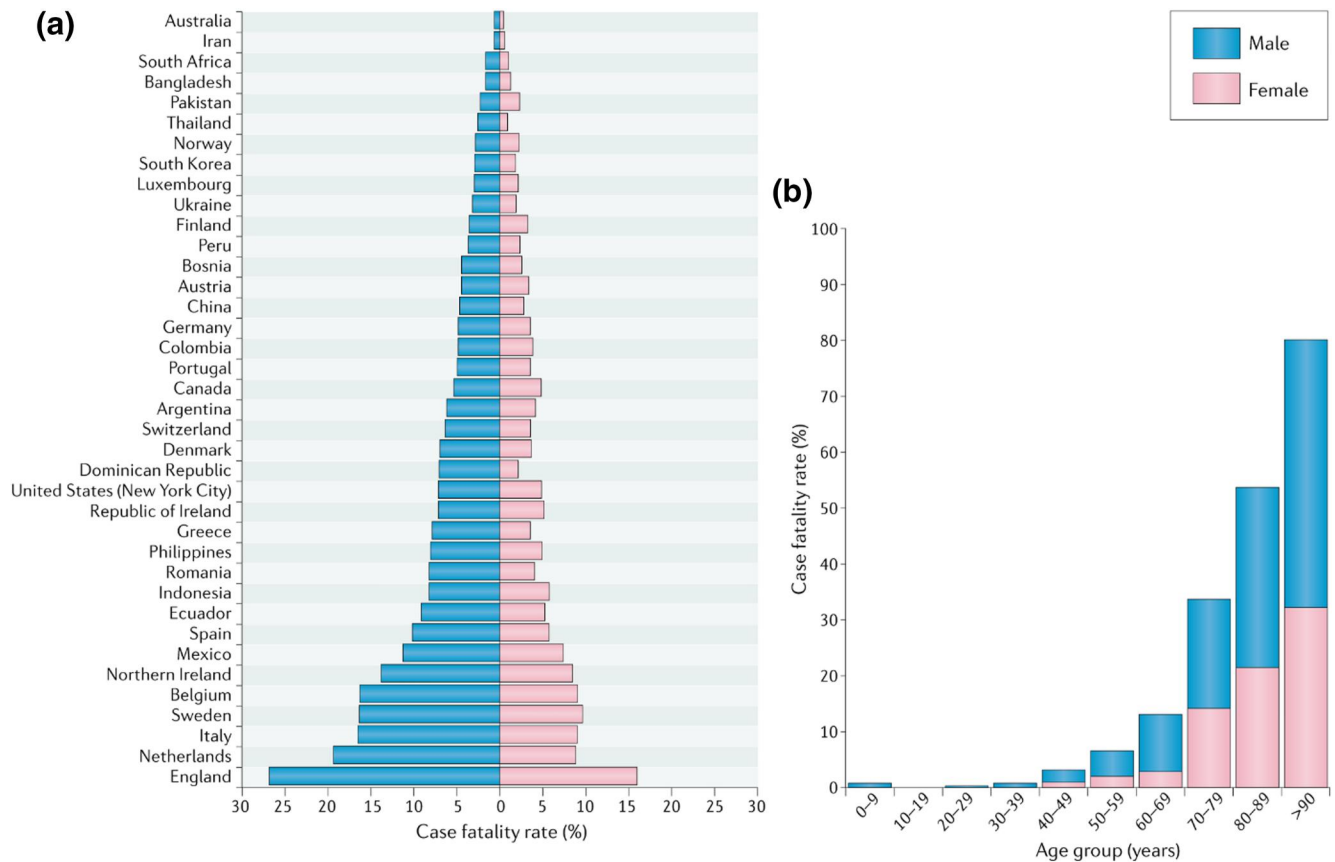 (a)
Australia
Iran
South Africa
Bangladesh
Pakistan
Thailand
Norway
South Korea
Luxembourg
Ukraine
Finland
Peru
Bosnia
Austria
China
Germany
Colombia
Portugal
Canada
Argentina
Switzerland
Denmark
Dominican Republic
United States (New York City)
Republic of Ireland
Greece
Philippines
Romania
Indonesia
Ecuador
Spain
Mexico
Northern Ireland
Belgium
Sweden
Italy
Netherlands
England
30 25 20 15 10 5 0 5 10 15 20 25 30
Case fatality rate (%)
Male
Female
(b)
Case fatality rate (%)
100
90
80
70
60
50
40
30
20
10
0
0–9 10–19 20–29 30–39 40–49 50–59 60–69 70–79 80–89 >90
Age group (years)